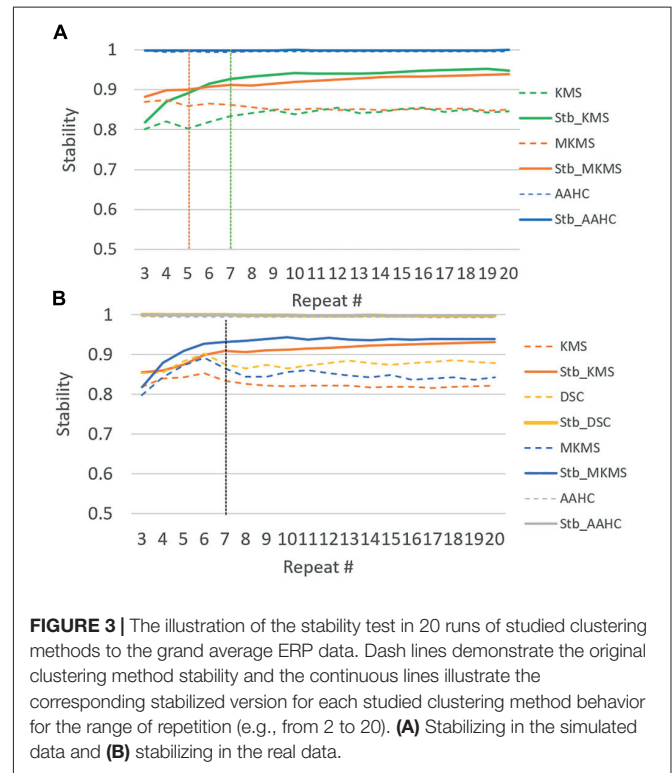 A
1
0.9
0.8
0.7
0.6
0.5
Stability
3 4 5 6 7 8 9 10 11 12 13 14 15 16 17 18 19 20
Repeat #
KMS
Stb_KMS
MKMS
Stb_MKMS
AAHC
Stb_AAHC
B
1
0.9
0.8
0.7
0.6
0.5
Stability
3 4 5 6 7 8 9 10 11 12 13 14 15 16 17 18 19 20
Repeat #
KMS
Stb_KMS
DSC
Stb_DSC
MKMS
Stb_MKMS
AAHC
Stb_AAHC
FIGURE 3 | The illustration of the stability test in 20 runs of studied clustering
methods to the grand average ERP data. Dash lines demonstrate the original
clustering method stability and the continuous lines illustrate the
corresponding stabilized version for each studied clustering method behavior
for the range of repetition (e.g., from 2 to 20). (A) Stabilizing in the simulated
data and (B) stabilizing in the real data.